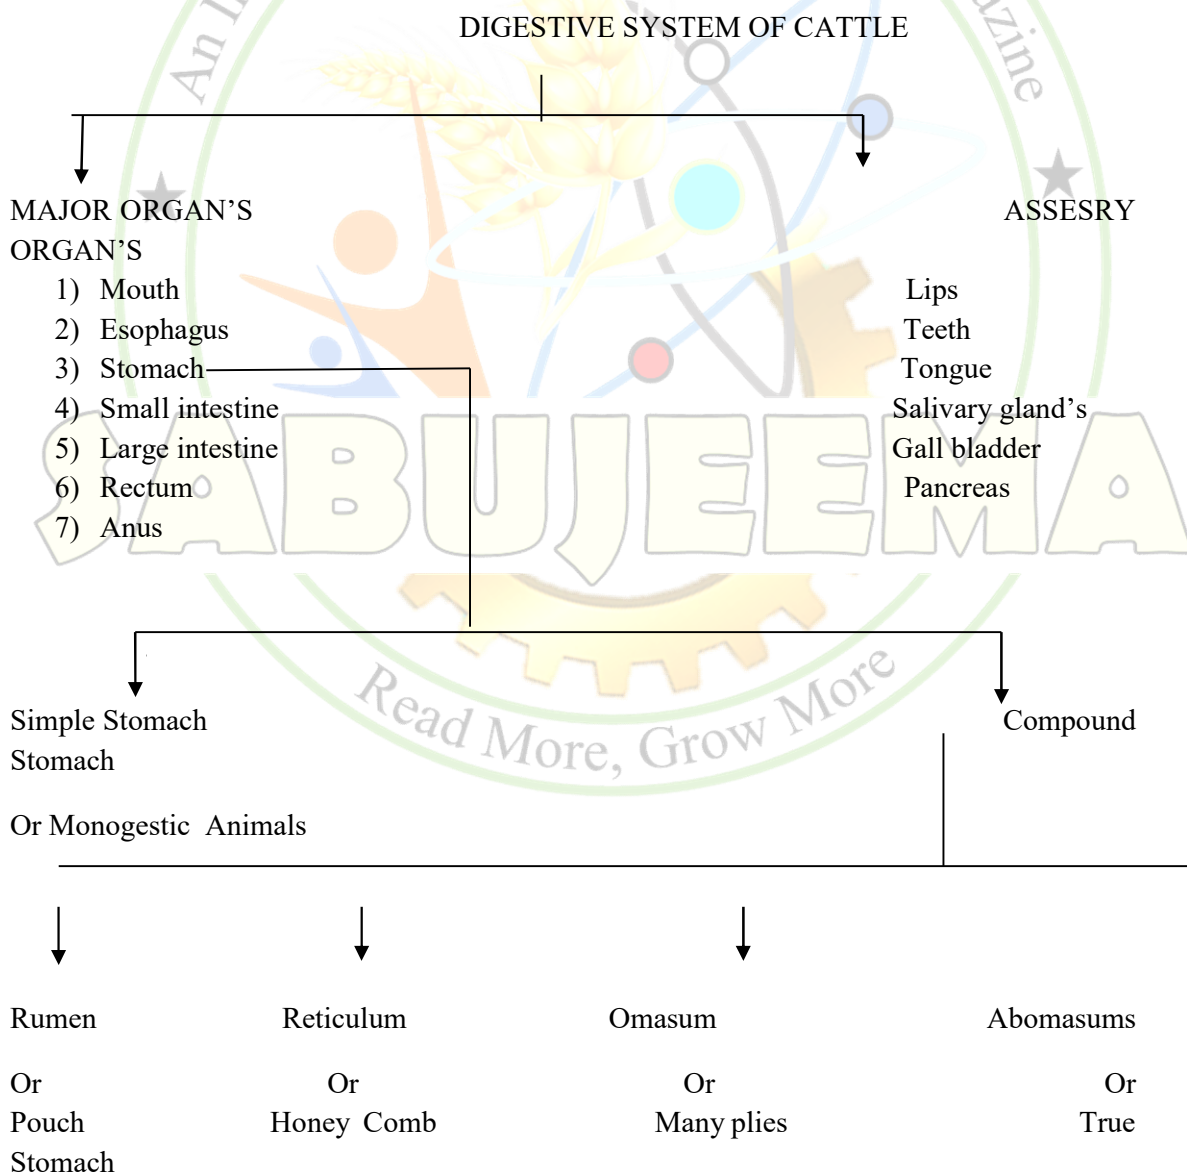 DIGESTIVE SYSTEM OF CATTLE
MAJOR ORGAN'S ASSESRY
ORGAN'S
1) Mouth Lips
2) Esophagus Teeth
3) Stomach Tongue
4) Small intestine Salivary gland's
5) Large intestine Gall bladder
6) Rectum Pancreas
7) Anus
SABUJEEMA
Read More, Grow More
Simple Stomach Compound
Stomach
Or Monogestic Animals
Rumen Reticulum Omasum Abomasums
Or Or Or Or
Pouch Honey Comb Many plies True
Stomach